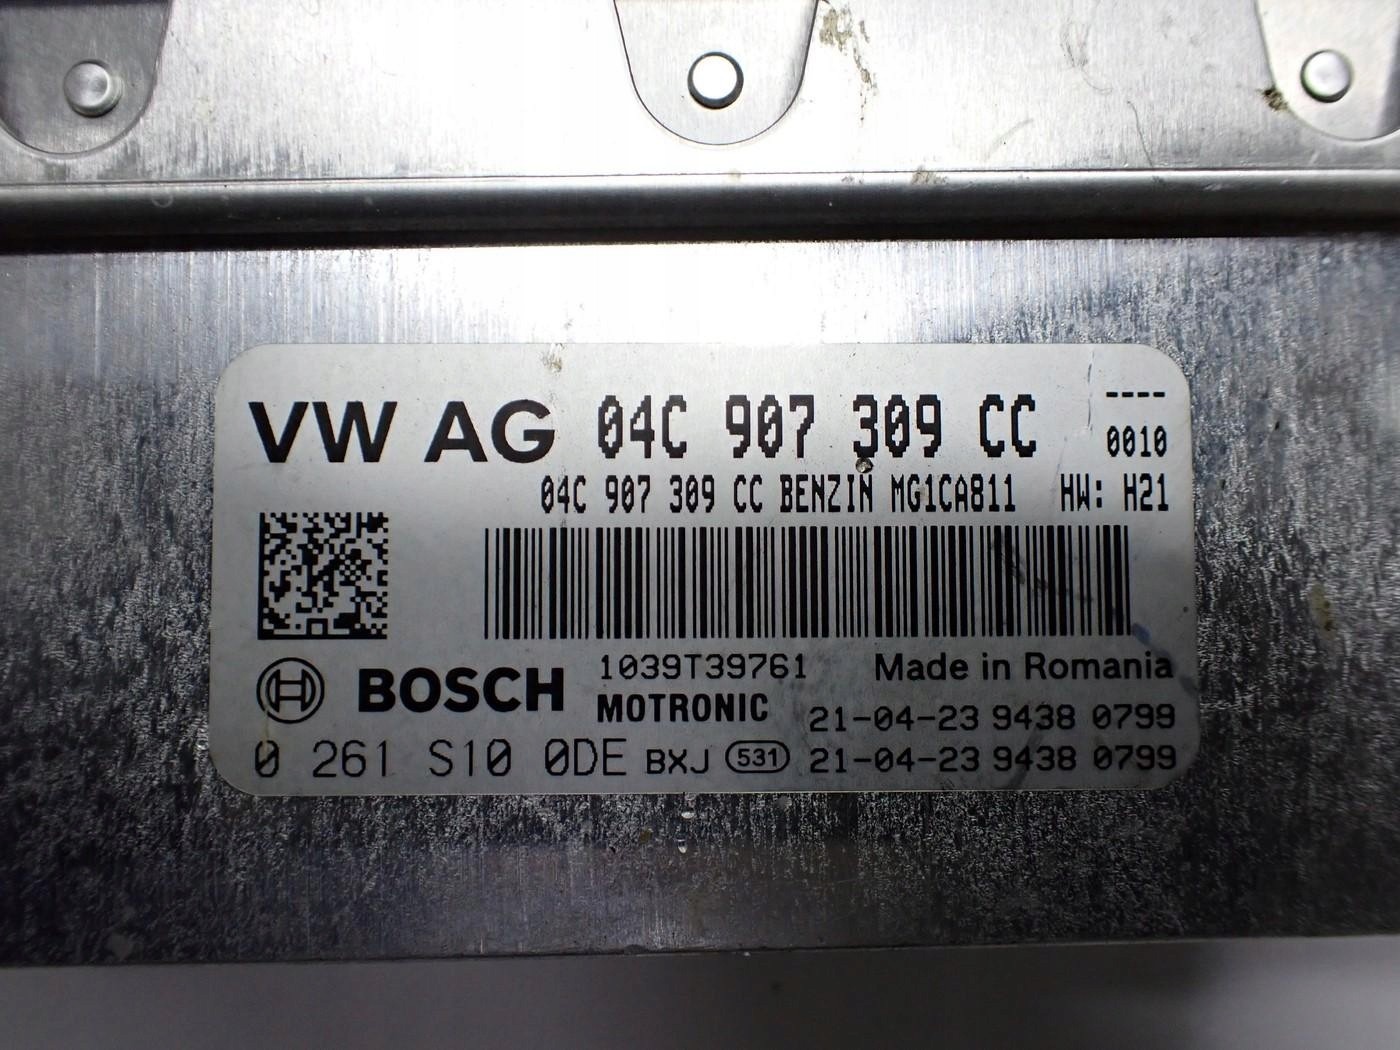 VW AG 04C 907 309 CC ----
0010
04C 907 309 CC BENZIN MG1CA811 HW: H21
BOSCH 1039T39761 Made in Romania
MOTRONIC 21-04-23 9438 0799
0 261 S10 0DE BXJ 531 21-04-23 9438 0799